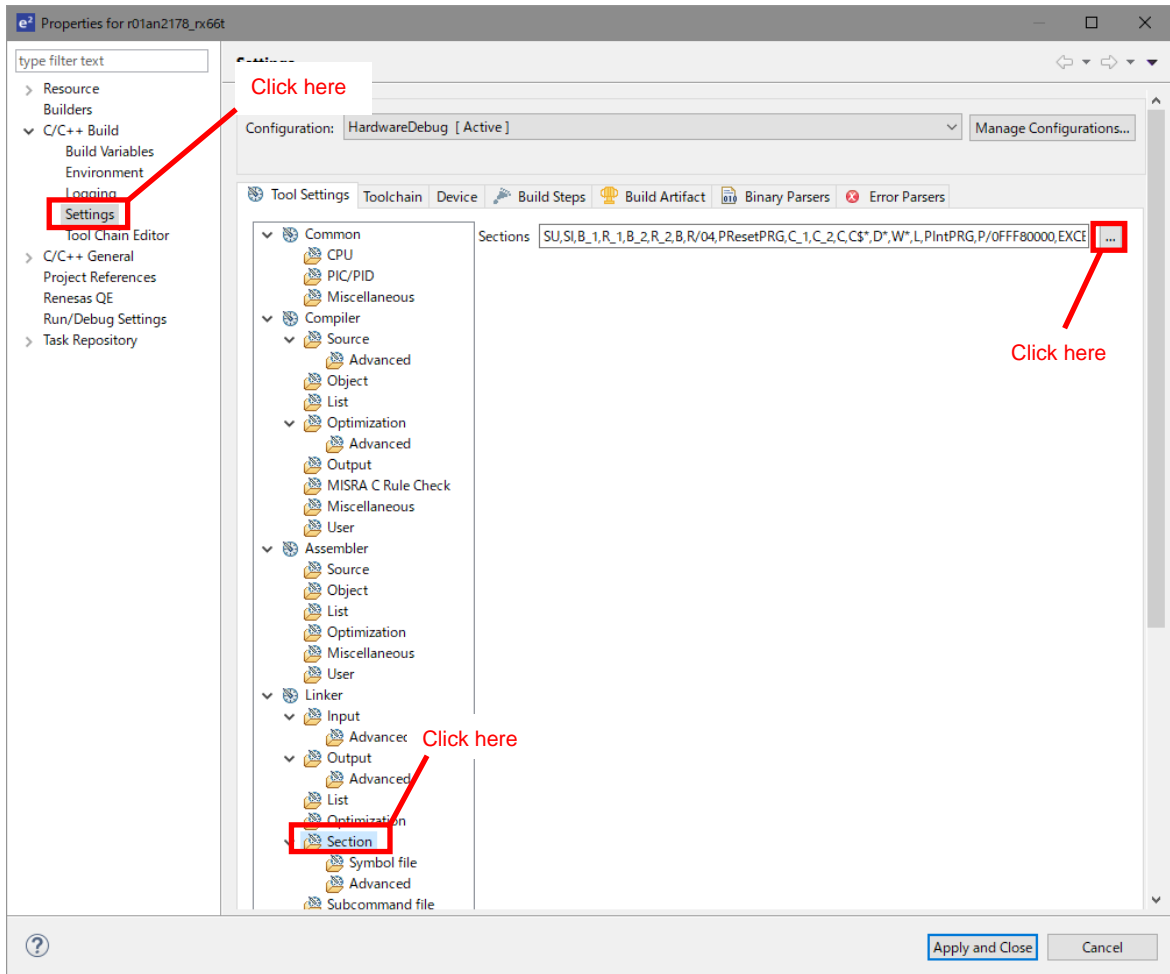 e² Properties for r01an2178_rx66t
type filter text
Resource
Builders
C/C++ Build
Build Variables
Environment
Logging
Settings
Tool Chain Editor
C/C++ General
Project References
Renesas QE
Run/Debug Settings
Task Repository
Settings
Click here
Configuration: HardwareDebug [ Active ] Manage Configurations...
Tool Settings Toolchain Device Build Steps Build Artifact Binary Parsers Error Parsers
Sections SU,SI,B_1,R_1,B_2,R_2,B,R/04,PResetPRG,C_1,C_2,C,C$*,D*,W*,L,PIntPRG,P/0FFF80000,EXCE ...
Click here
Common
CPU
PIC/PID
Miscellaneous
Compiler
Source
Advanced
Object
List
Optimization
Advanced
Output
MISRA C Rule Check
Miscellaneous
User
Assembler
Source
Object
List
Optimization
Miscellaneous
User
Linker
Input
Advanced
Click here
Output
Advanced
List
Optimization
Section
Symbol file
Advanced
Subcommand file
? Apply and Close Cancel